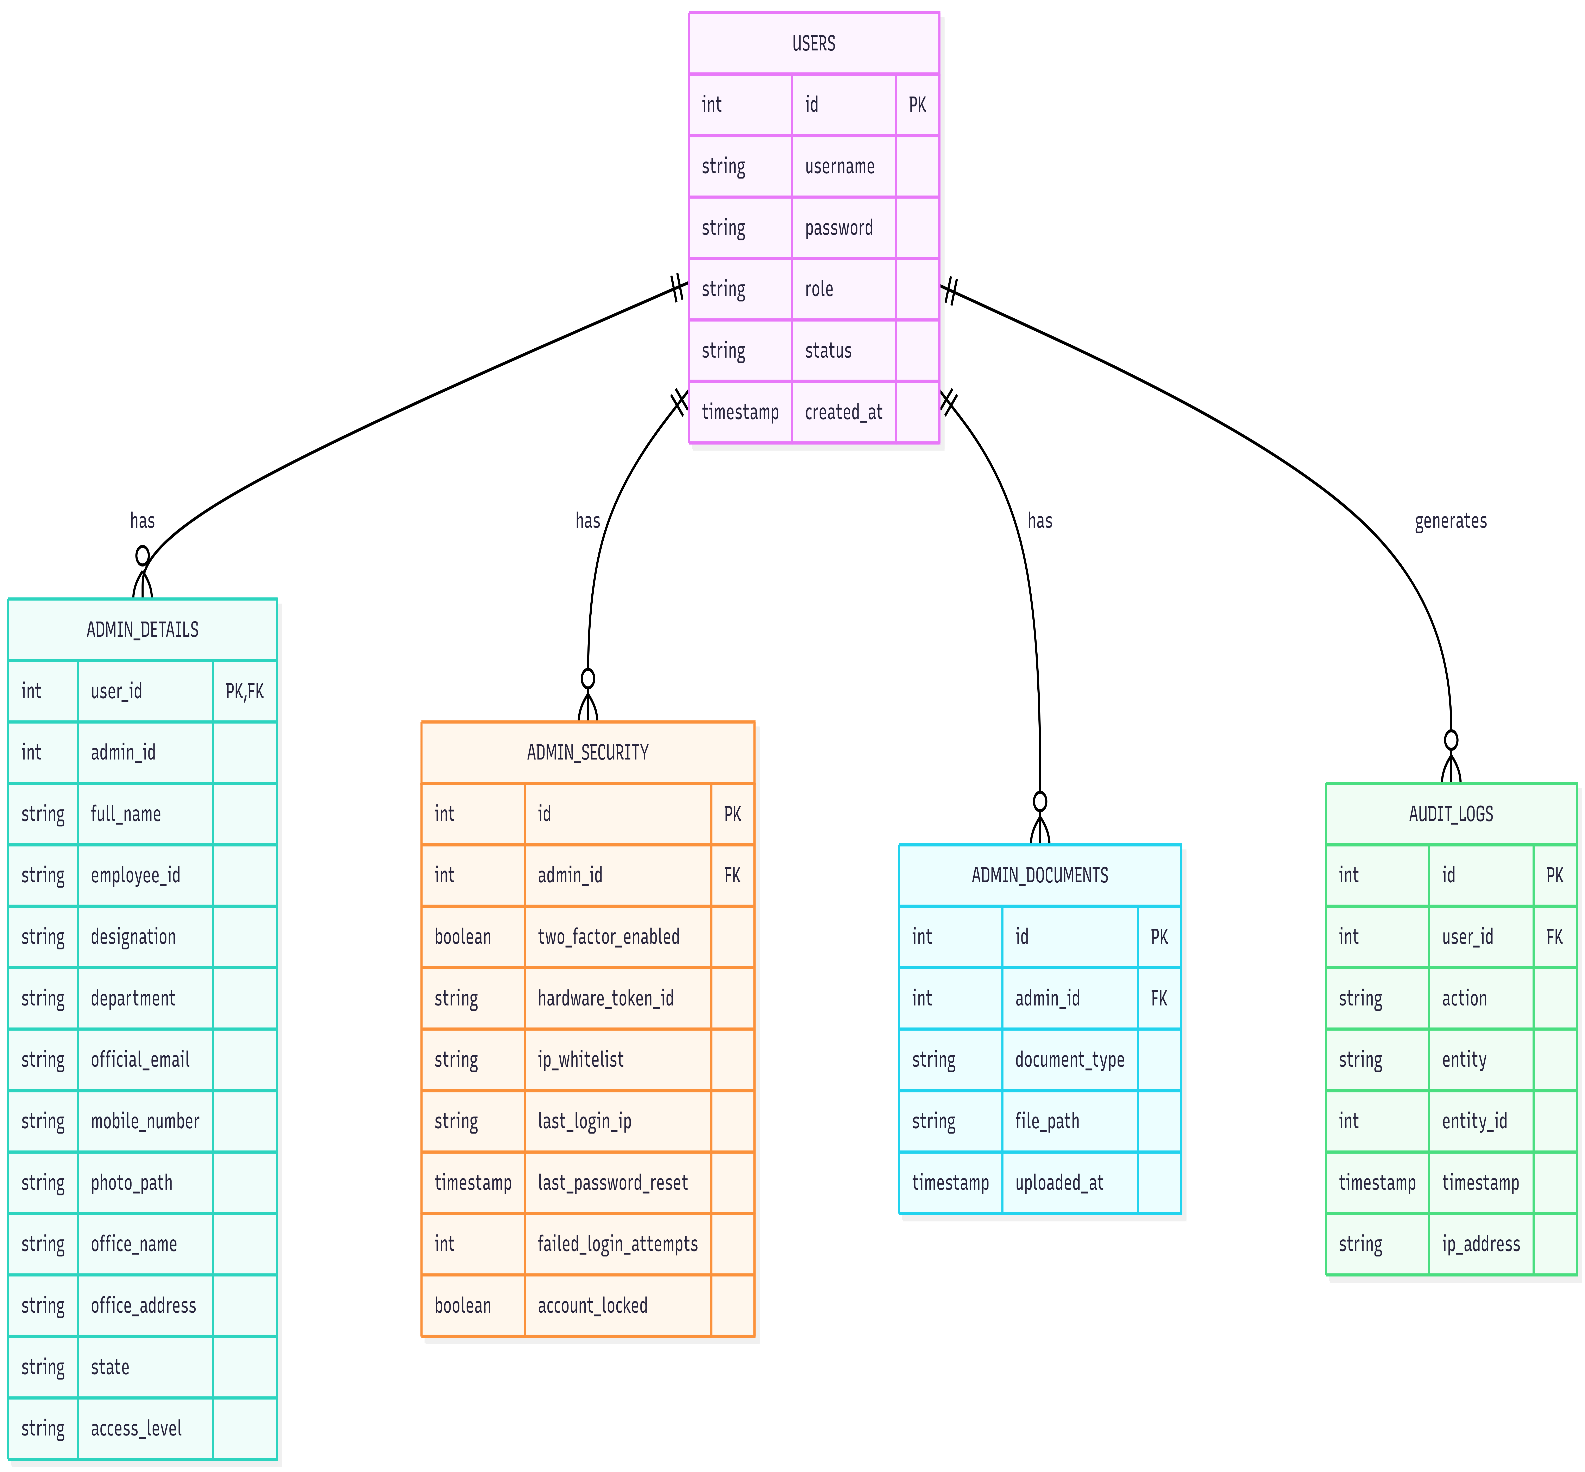 USERS
int id PK
string username
string password
string role
string status
timestamp created_at
has
has
has
generates
ADMIN_DETAILS
int user_id PK,FK
int admin_id
string full_name
string employee_id
string designation
string department
string official_email
string mobile_number
string photo_path
string office_name
string office_address
string state
string access_level
ADMIN_SECURITY
int id PK
int admin_id FK
boolean two_factor_enabled
string hardware_token_id
string ip_whitelist
string last_login_ip
timestamp last_password_reset
int failed_login_attempts
boolean account_locked
ADMIN_DOCUMENTS
int id PK
int admin_id FK
string document_type
string file_path
timestamp uploaded_at
AUDIT_LOGS
int id PK
int user_id FK
string action
string entity
int entity_id
timestamp timestamp
string ip_address